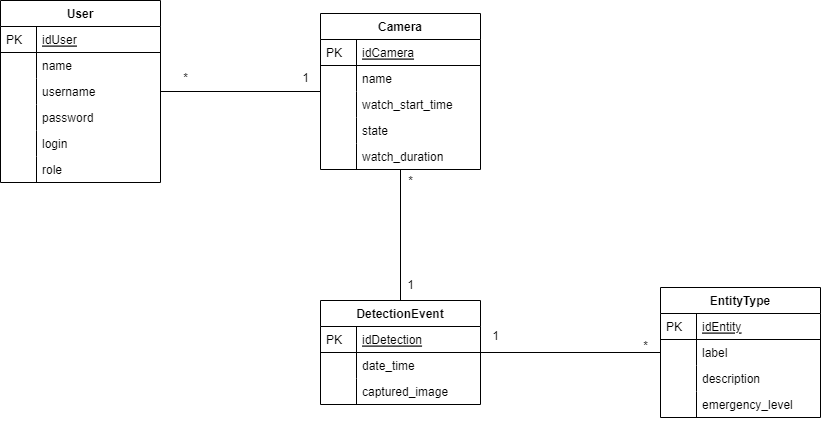 User
PK idUser
name
username
password
login
role
* 1
Camera
PK idCamera
name
watch_start_time
state
watch_duration
*
1
DetectionEvent
PK idDetection
date_time
captured_image
1 *
EntityType
PK idEntity
label
description
emergency_level